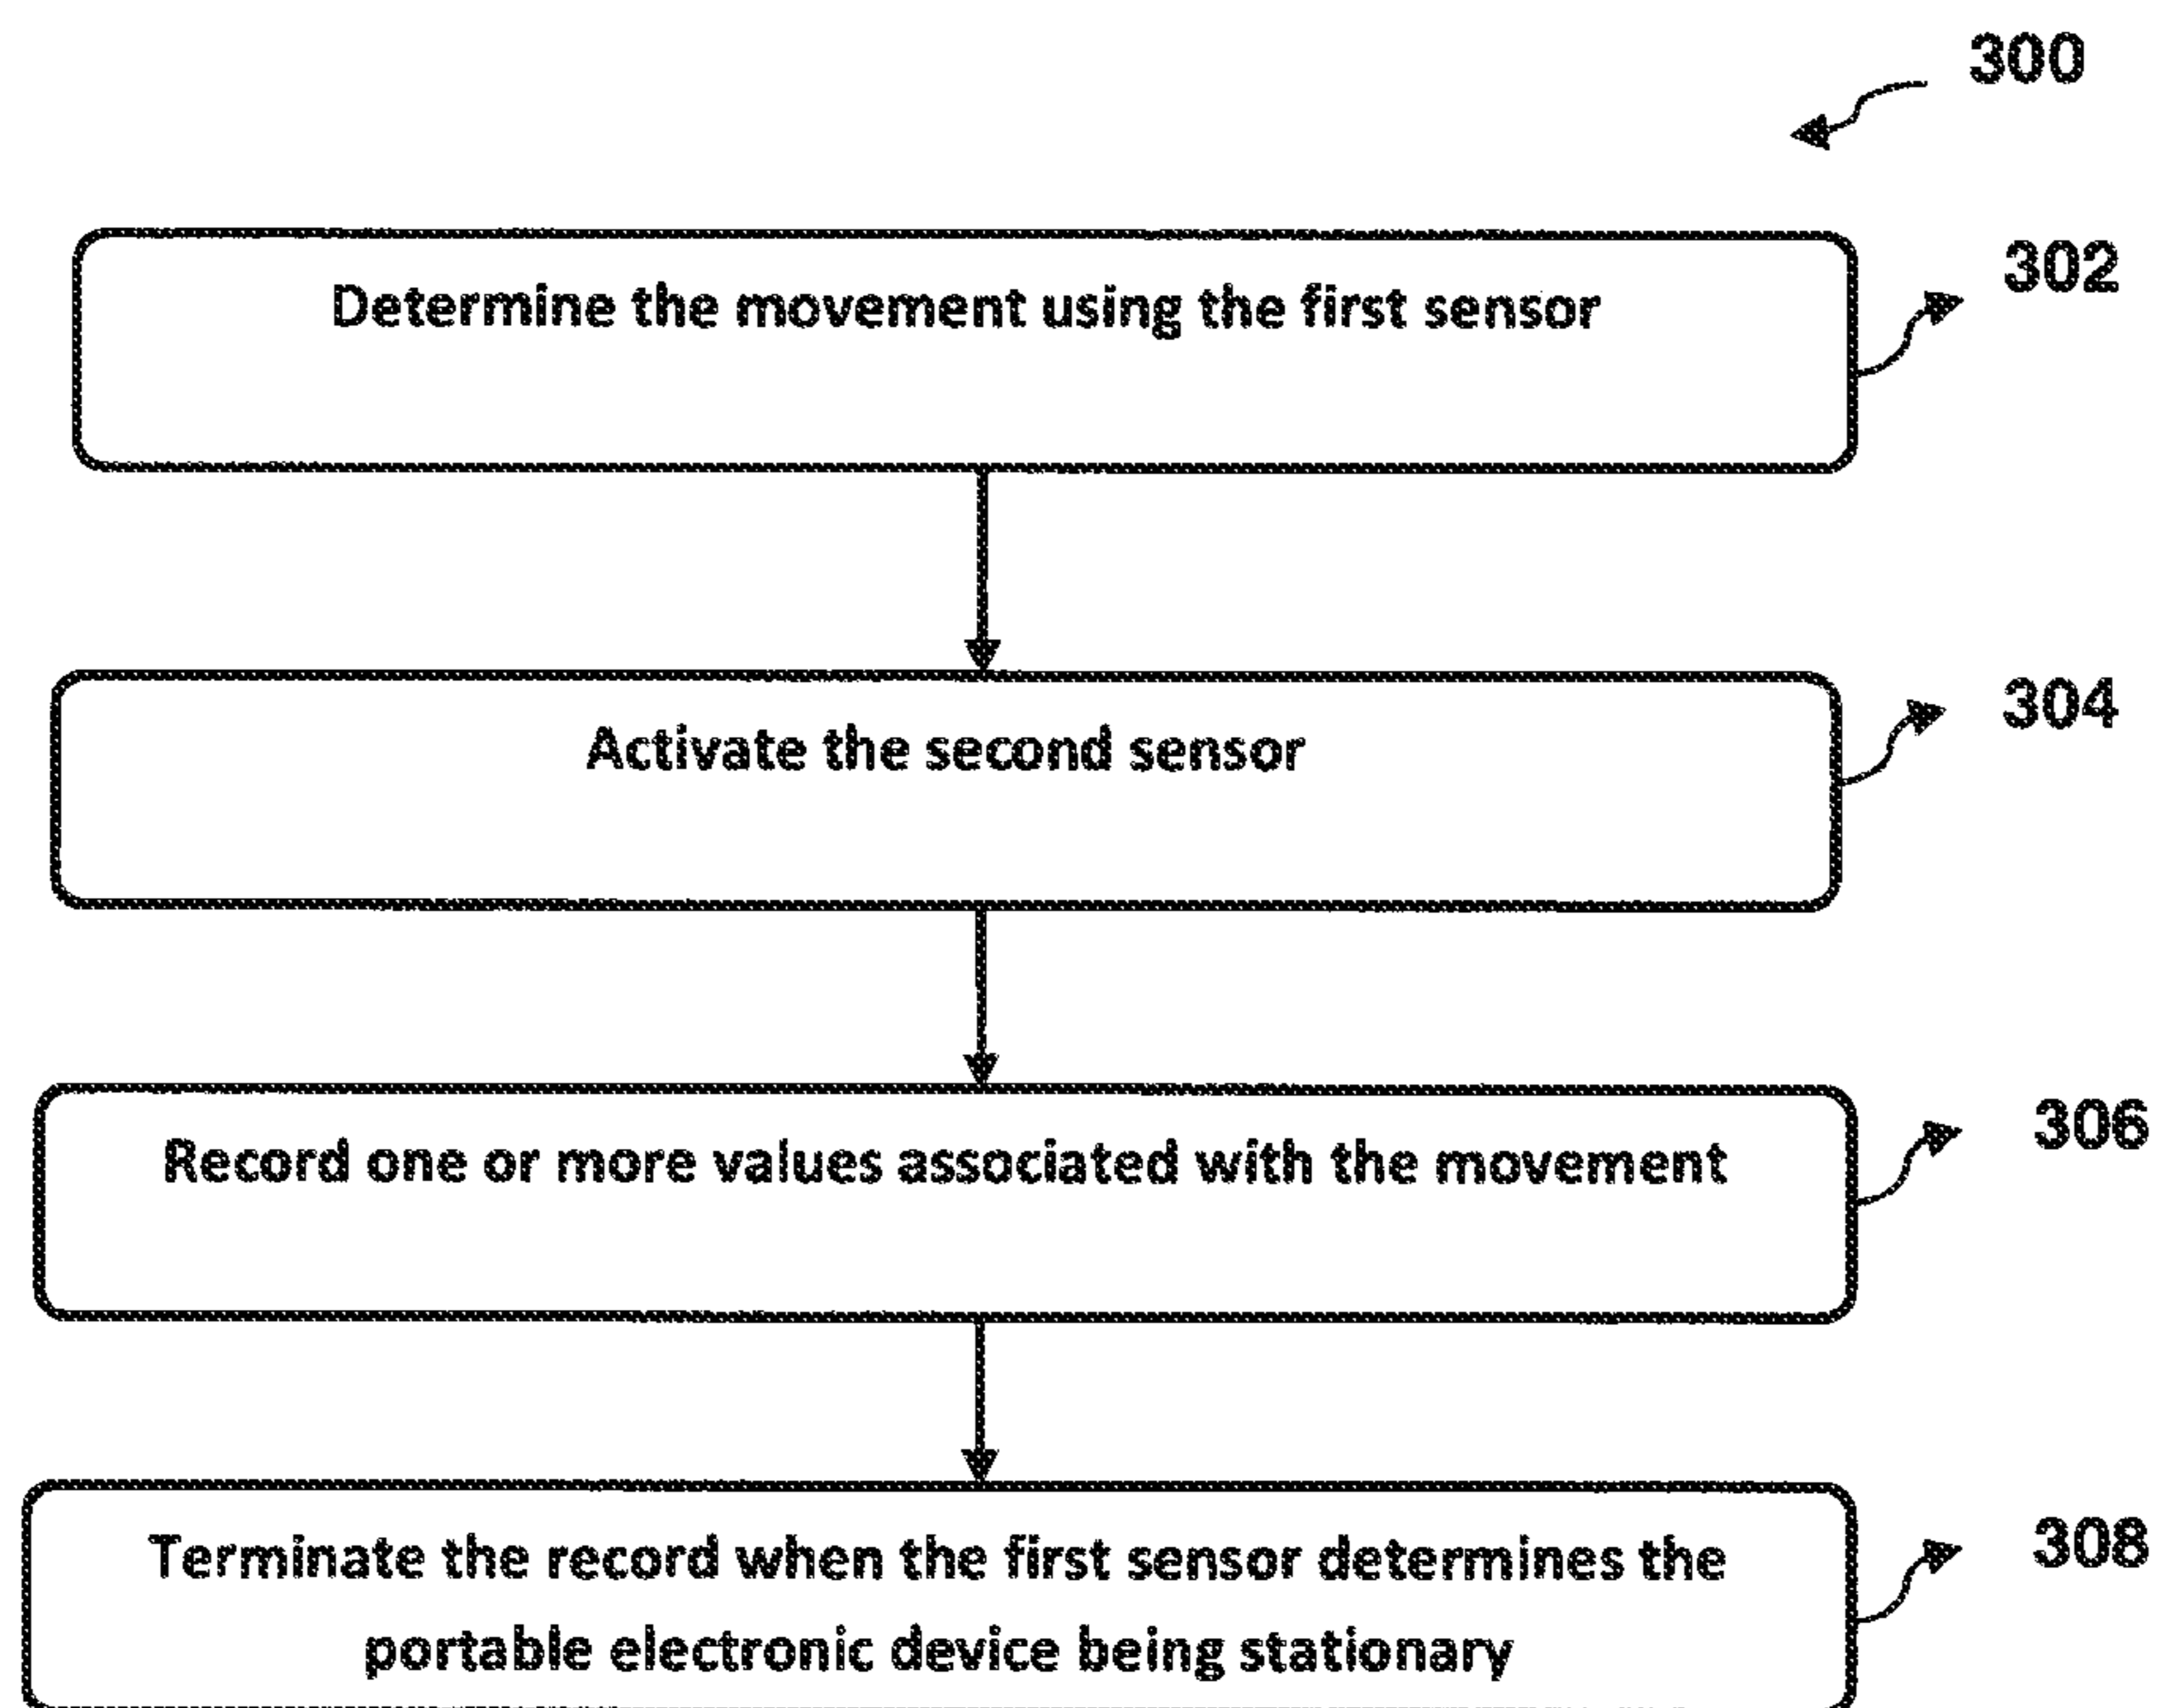 300
Determine the movement using the first sensor
302
Activate the second sensor
304
Record one or more values associated with the movement
306
Terminate the record when the first sensor determines the
portable electronic device being stationary
308